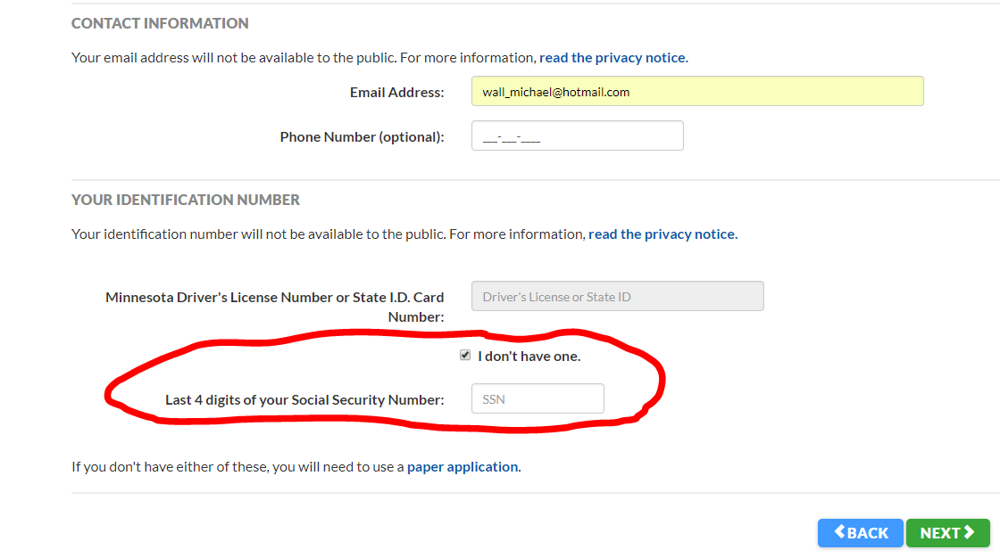 CONTACT INFORMATION
Your email address will not be available to the public. For more information, read the privacy notice.
Email Address: wall_michael@hotmail.com
Phone Number (optional): ___-___-____
YOUR IDENTIFICATION NUMBER
Your identification number will not be available to the public. For more information, read the privacy notice.
Minnesota Driver's License Number or State I.D. Card
Number:
Driver's License or State ID
I don't have one.
Last 4 digits of your Social Security Number: SSN
If you don't have either of these, you will need to use a paper application.
BACK NEXT